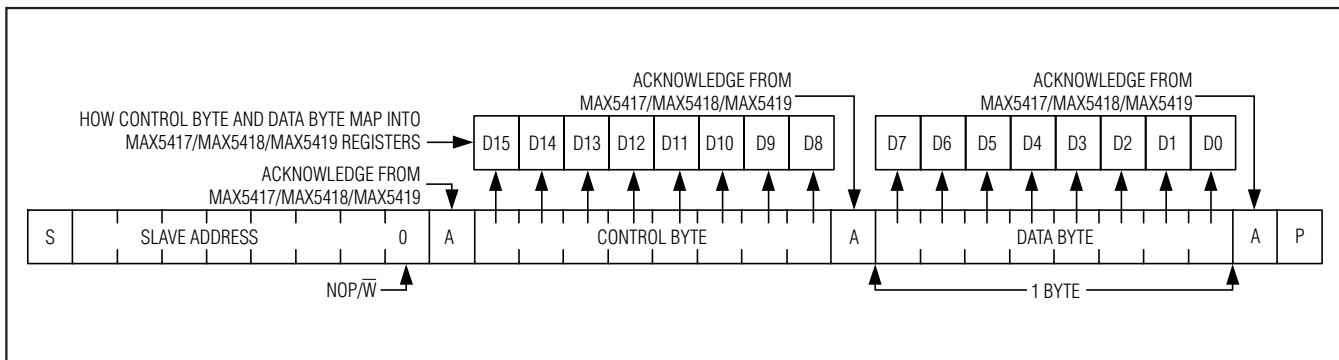 ACKNOWLEDGE FROM
MAX5417/MAX5418/MAX5419
ACKNOWLEDGE FROM
MAX5417/MAX5418/MAX5419
HOW CONTROL BYTE AND DATA BYTE MAP INTO
MAX5417/MAX5418/MAX5419 REGISTERS
D15 D14 D13 D12 D11 D10 D9 D8
D7 D6 D5 D4 D3 D2 D1 D0
ACKNOWLEDGE FROM
MAX5417/MAX5418/MAX5419
S SLAVE ADDRESS 0 A CONTROL BYTE A DATA BYTE A P
NOP/W̅
1 BYTE